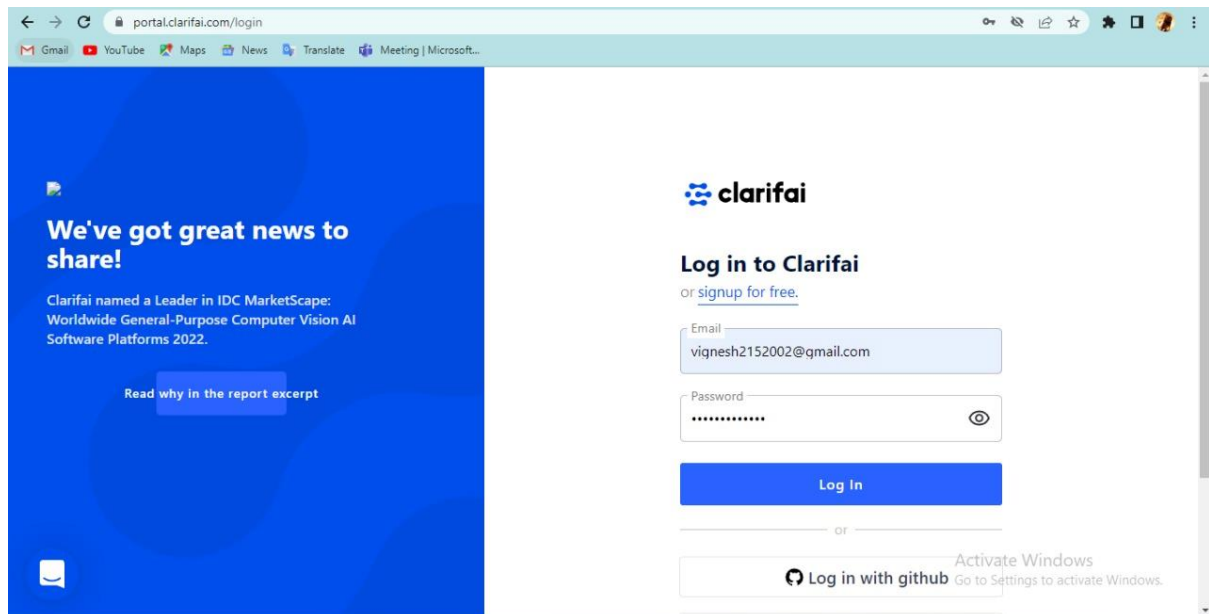 portal.clarifai.com/login
Gmail YouTube Maps News Translate Meeting | Microsoft...
We've got great news to
share!
Clarifai named a Leader in IDC MarketScape:
Worldwide General-Purpose Computer Vision AI
Software Platforms 2022.
Read why in the report excerpt
clarifai
Log in to Clarifai
or signup for free.
Email
vignesh2152002@gmail.com
Password
•••••••••••••
Log In
or
Log in with github
Activate Windows
Go to Settings to activate Windows.